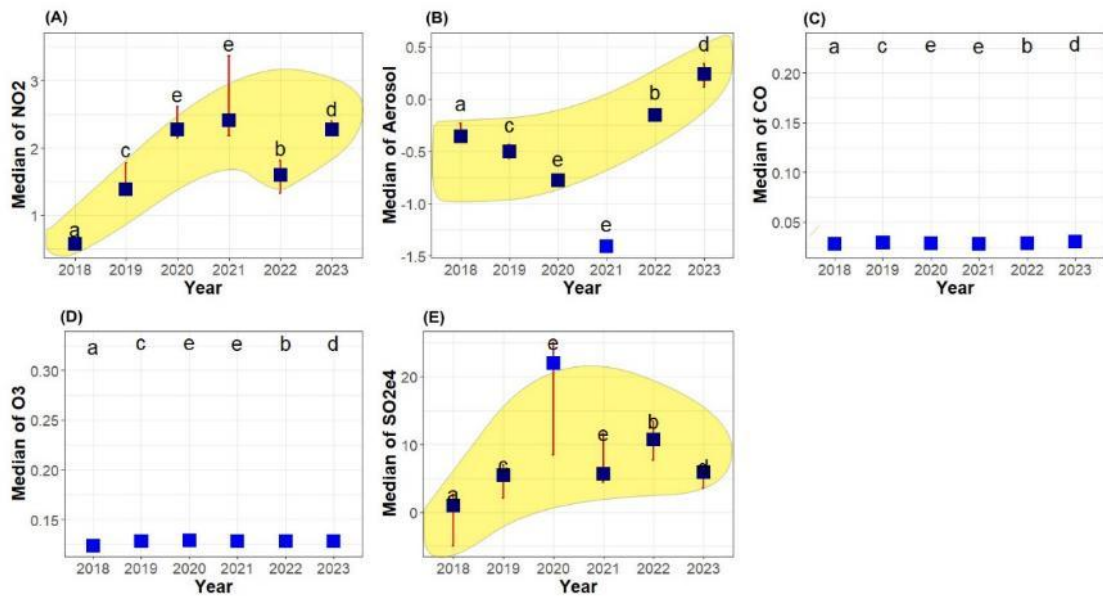 (A)
Median of NO2
3
2
1
a
c
e
e
b
d
2018 2019 2020 2021 2022 2023
Year
(B)
Median of Aerosol
0.5
0.0
-0.5
-1.0
-1.5
a
c
e
e
b
d
2018 2019 2020 2021 2022 2023
Year
(C)
Median of CO
0.20
0.15
0.10
0.05
a c e e b d
2018 2019 2020 2021 2022 2023
Year
(D)
Median of O3
0.30
0.25
0.20
0.15
a c e e b d
2018 2019 2020 2021 2022 2023
Year
(E)
Median of SO2e4
20
10
0
a
c
e
e
b
d
2018 2019 2020 2021 2022 2023
Year